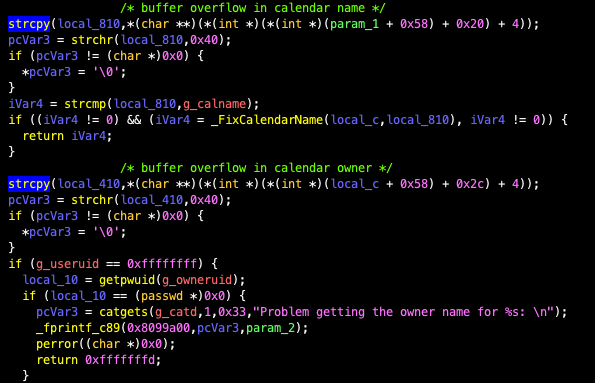 /* buffer overflow in calendar name */
strcpy(local_810,*(char **)(*(int *)(*(int *)(param_1 + 0x58) + 0x20) + 4));
pcVar3 = strchr(local_810,0x40);
if (pcVar3 != (char *)0x0) {
*pcVar3 = '\0';
}
iVar4 = strcmp(local_810,g_calname);
if ((iVar4 != 0) && (iVar4 = _FixCalendarName(local_c,local_810), iVar4 != 0)) {
return iVar4;
}
/* buffer overflow in calendar owner */
strcpy(local_410,*(char **)(*(int *)(*(int *)(local_c + 0x58) + 0x2c) + 4));
pcVar3 = strchr(local_410,0x40);
if (pcVar3 != (char *)0x0) {
*pcVar3 = '\0';
}
if (g_useruid == 0xffffffff) {
local_10 = getpwuid(g_owneruid);
if (local_10 == (passwd *)0x0) {
pcVar3 = catgets(g_catd,1,0x33,"Problem getting the owner name for %s: \n");
_fprintf_c89(0x8099a00,pcVar3,param_2);
perror((char *)0x0);
return 0xfffffffd;
}